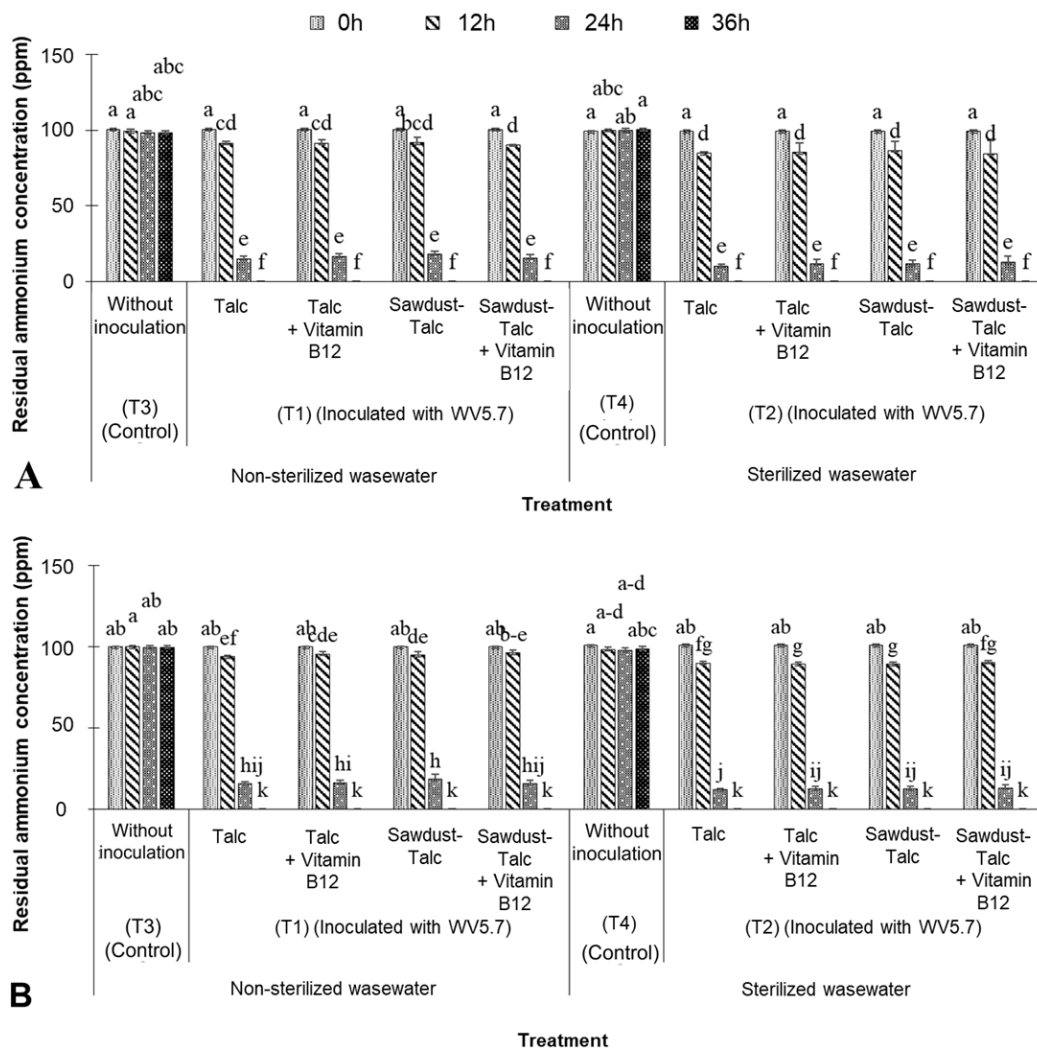 0h 12h 24h 36h
Residual ammonium concentration (ppm)
150
100
50
0
a a abc abc
a cd e f
a cd e f
a bcd e f
a d e f
a abc ab a
a d e f
a d e f
a d e f
a d e f
Without inoculation
Talc
Talc + Vitamin B12
Sawdust-Talc
Sawdust-Talc + Vitamin B12
Without inoculation
Talc
Talc + Vitamin B12
Sawdust-Talc
Sawdust-Talc + Vitamin B12
(T3) (Control)
(T1) (Inoculated with WV5.7)
(T4) (Control)
(T2) (Inoculated with WV5.7)
Non-sterilized wasewater
Sterilized wasewater
A
Treatment
Residual ammonium concentration (ppm)
150
100
50
0
ab a ab ab
ab ef hij k
ab cde hi k
ab de h k
ab b-e hij k
a a-d a-d abc
ab fg j k
ab g ij k
ab g ij k
ab fg ij k
Without inoculation
Talc
Talc + Vitamin B12
Sawdust-Talc
Sawdust-Talc + Vitamin B12
Without inoculation
Talc
Talc + Vitamin B12
Sawdust-Talc
Sawdust-Talc + Vitamin B12
(T3) (Control)
(T1) (Inoculated with WV5.7)
(T4) (Control)
(T2) (Inoculated with WV5.7)
Non-sterilized wasewater
Sterilized wasewater
B
Treatment